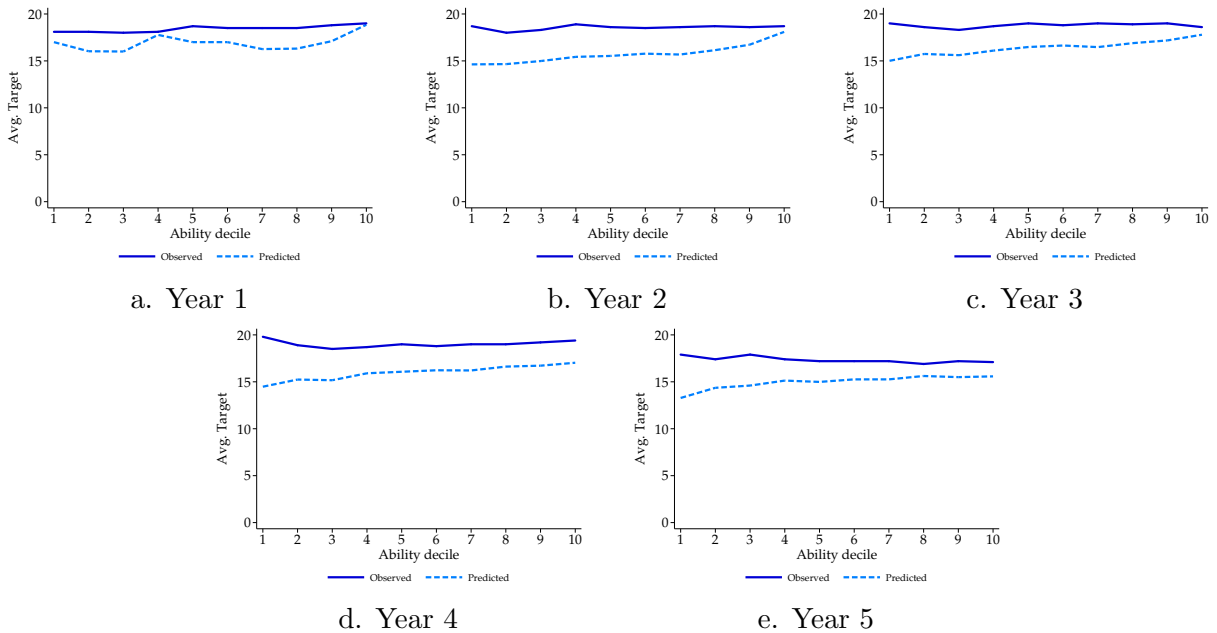 Avg. Target
20
15
10
5
0
1 2 3 4 5 6 7 8 9 10
Ability decile
Observed Predicted
a. Year 1
Avg. Target
20
15
10
5
0
1 2 3 4 5 6 7 8 9 10
Ability decile
Observed Predicted
b. Year 2
Avg. Target
20
15
10
5
0
1 2 3 4 5 6 7 8 9 10
Ability decile
Observed Predicted
c. Year 3
Avg. Target
20
15
10
5
0
1 2 3 4 5 6 7 8 9 10
Ability decile
Observed Predicted
d. Year 4
Avg. Target
20
15
10
5
0
1 2 3 4 5 6 7 8 9 10
Ability decile
Observed Predicted
e. Year 5